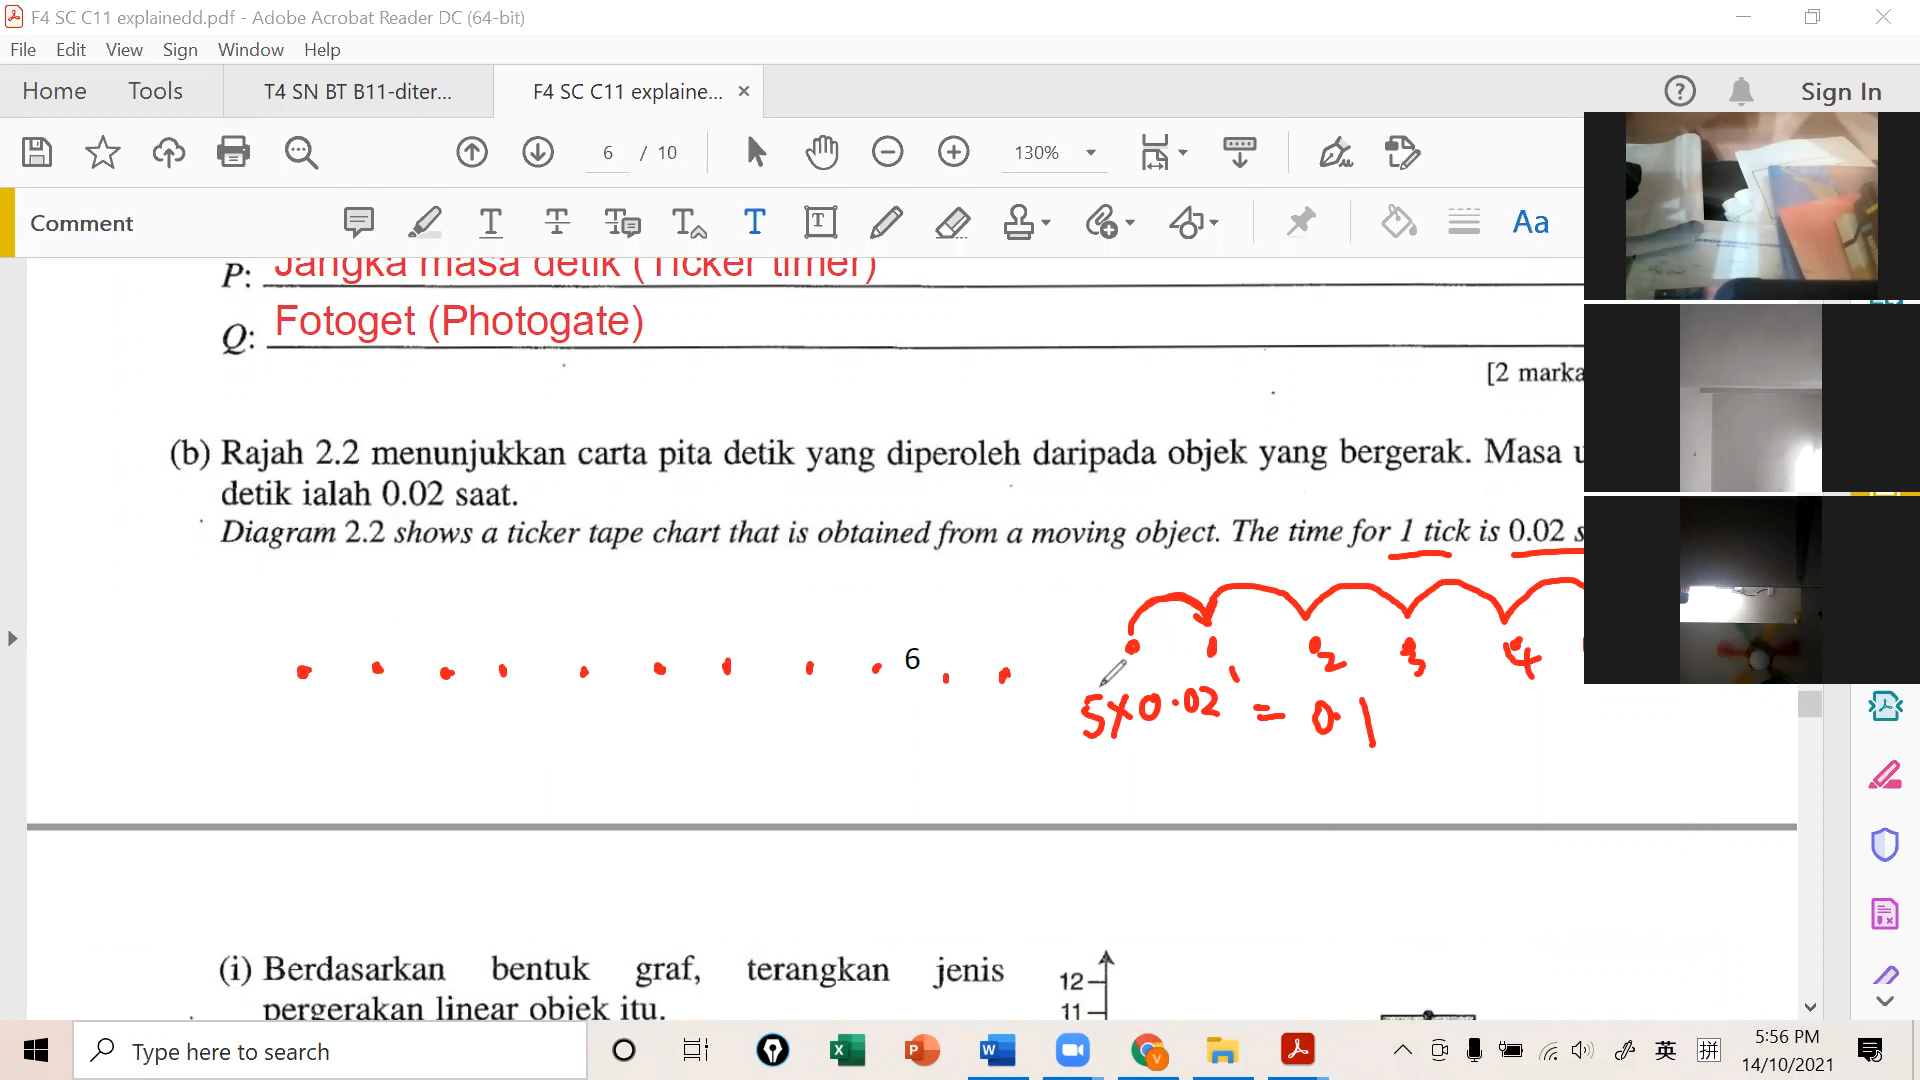 F4 SC C11 explainedd.pdf - Adobe Acrobat Reader DC (64-bit)
File Edit View Sign Window Help
Home Tools T4 SN BT B11-diter... F4 SC C11 explaine... × Sign In
6 / 10 130%
Comment Aa
P: Jangka masa detik (Ticker timer)
Q: Fotoget (Photogate)
[2 marka
(b) Rajah 2.2 menunjukkan carta pita detik yang diperoleh daripada objek yang bergerak. Masa u
detik ialah 0.02 saat.
Diagram 2.2 shows a ticker tape chart that is obtained from a moving object. The time for 1 tick is 0.02 s
6
1 2 3 4
5×0.02 = 0.1
(i) Berdasarkan bentuk graf, terangkan jenis
pergerakan linear objek itu.
12
11
Type here to search
英 拼
5:56 PM
14/10/2021